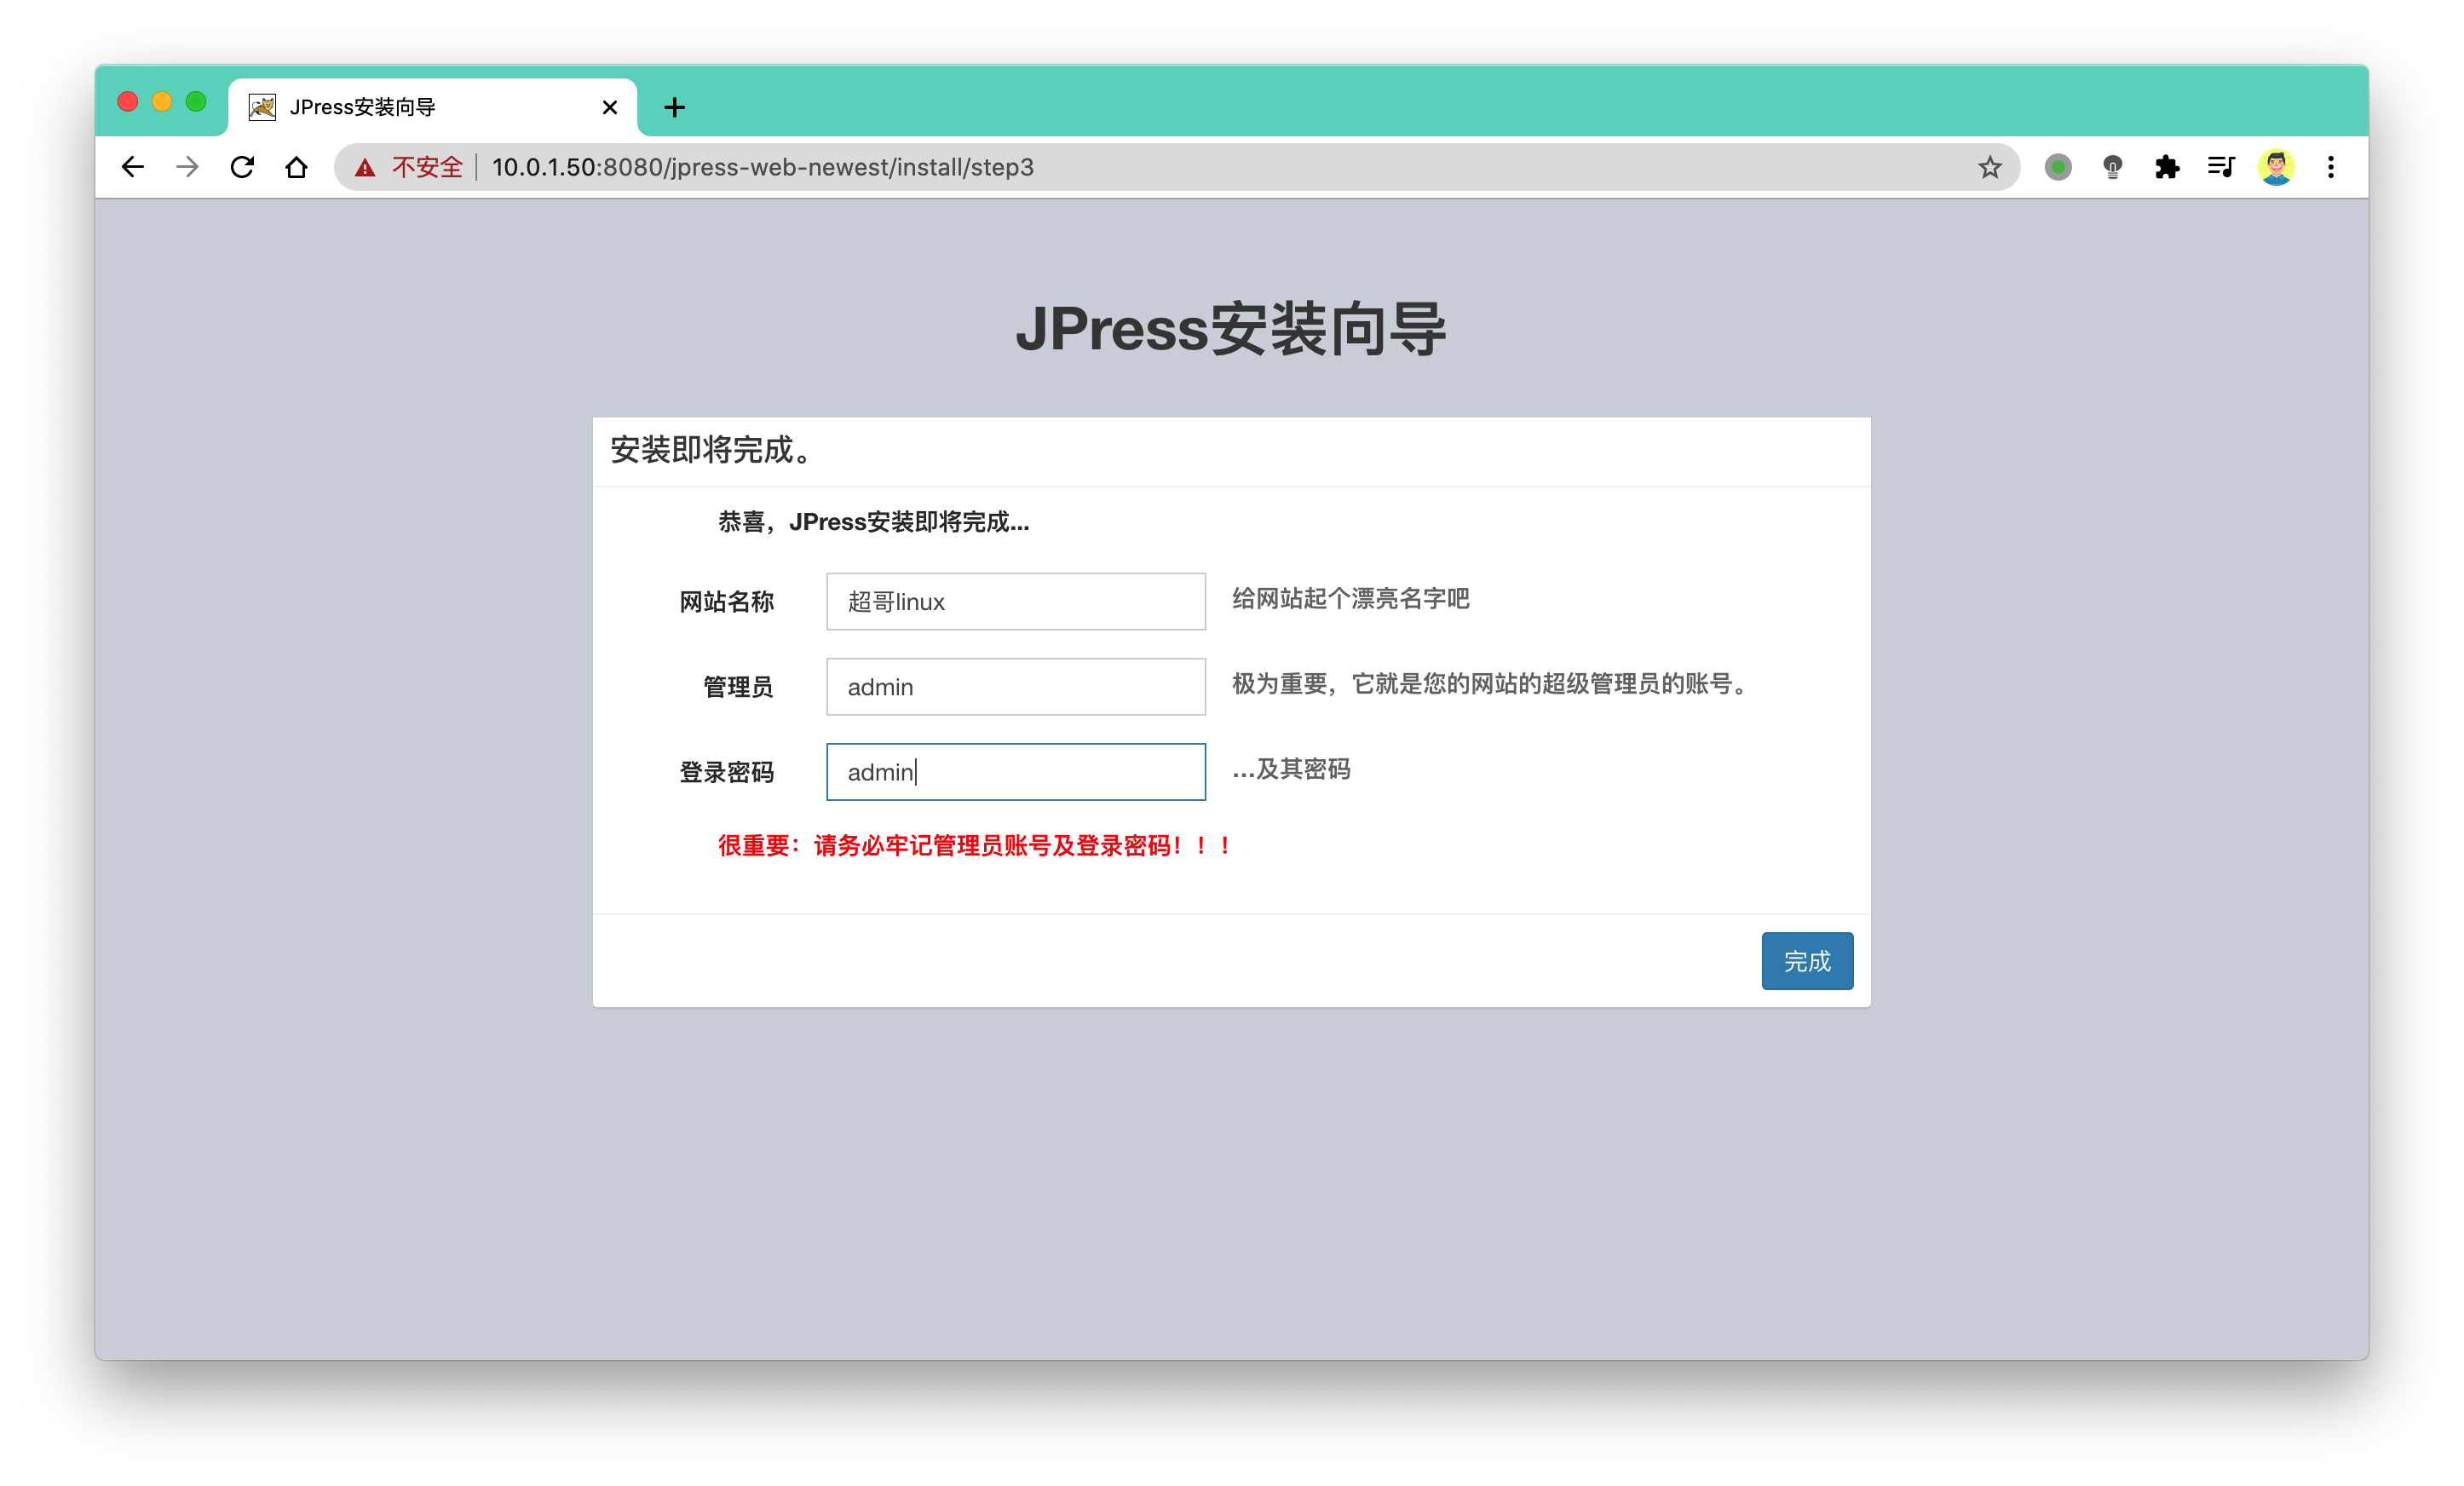 JPress安装向导
不安全 10.0.1.50:8080/jpress-web-newest/install/step3
JPress安装向导
安装即将完成。
恭喜，JPress安装即将完成...
网站名称 超哥linux 给网站起个漂亮名字吧
管理员 admin 极为重要，它就是您的网站的超级管理员的账号。
登录密码 admin ...及其密码
很重要：请务必牢记管理员账号及登录密码！！！
完成